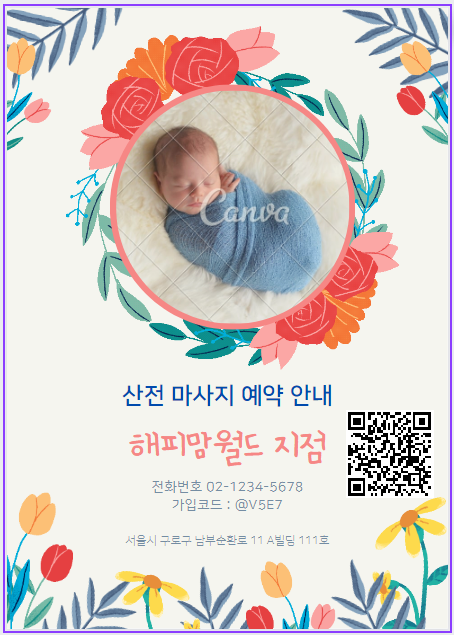 Canva
산전 마사지 예약 안내
해피맘월드 지점
전화번호 02-1234-5678
가입코드 : @V5E7
서울시 구로구 남부순환로 11 A빌딩 111호